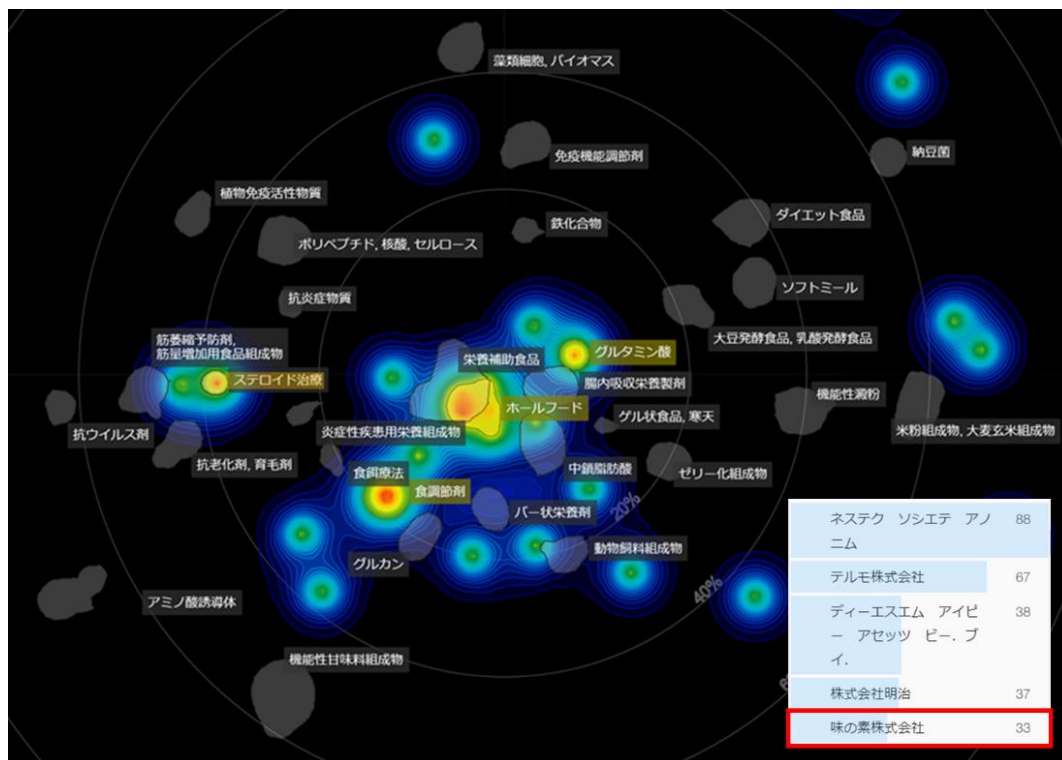 藻類細胞, バイオマス
免疫機能調節剤
納豆菌
植物免疫活性物質
ダイエット食品
鉄化合物
ポリペプチド, 核酸, セルロース
ソフトミール
抗炎症物質
大豆発酵食品, 乳酸発酵食品
筋萎縮予防剤,
筋量増加用食品組成物
グルタミン酸
栄養補助食品
ステロイド治療
腸内吸収栄養製剤
機能性澱粉
ホールフード
ゲル状食品, 寒天
抗ウイルス剤
炎症性疾患用栄養組成物
米粉組成物, 大麦玄米組成物
抗老化剤, 育毛剤
食餌療法
中鎖脂肪酸
ゼリー化組成物
食調節剤
バー状栄養剤
20%
グルカン
動物飼料組成物
40%
アミノ酸誘導体
機能性甘味料組成物
ネステク ソシエテ アノ 88
ニム
テルモ株式会社 67
ディーエスエム アイピ 38
ー アセッツ ビー. ブ
イ.
株式会社明治 37
味の素株式会社 33